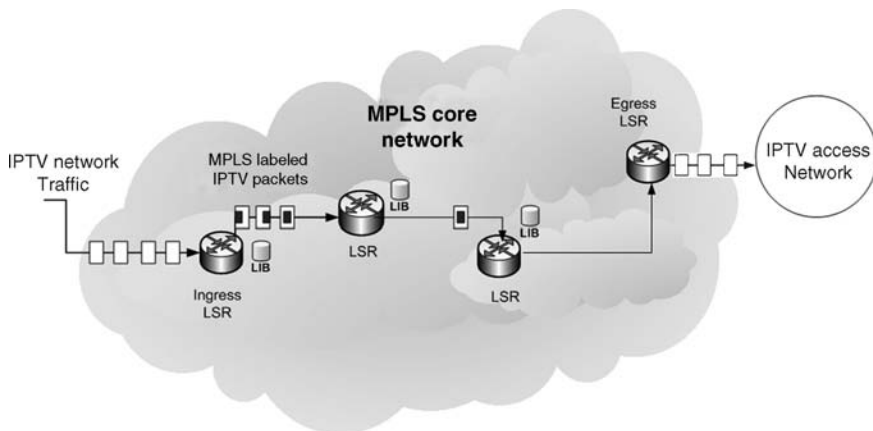 IPTV network
Traffic
MPLS labeled
IPTV packets
MPLS core
network
Egress
LSR
IPTV access
Network
LIB
LSR
LIB
LIB
Ingress
LSR
LSR